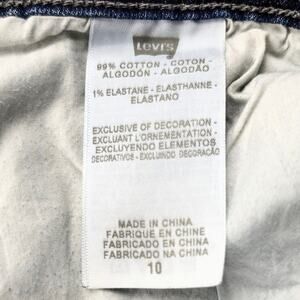 Levi's
99% COTTON - COTON -
ALGODÓN - ALGODÃO
1% ELASTANE - ELASTHANNE -
ELASTANO
EXCLUSIVE OF DECORATION -
EXCLUANT L'ORNEMENTATION -
EXCLUYENDO ELEMENTOS
DECORATIVOS - EXCLUINDO DECORAÇÃO
MADE IN CHINA
FABRIQUE EN CHINE
FABRICADO EN CHINA
FABRICADO NA CHINA
10